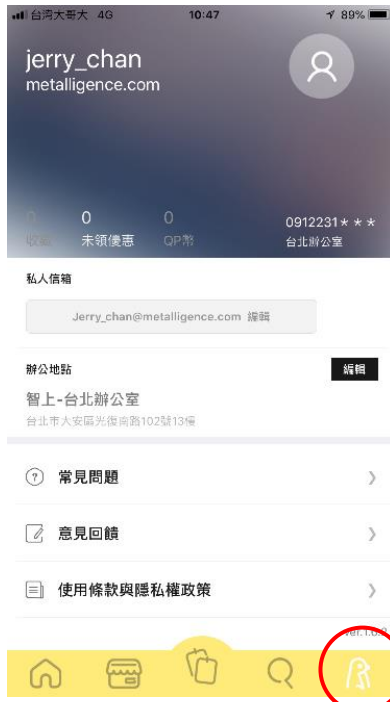 台湾大哥大 4G 10:47 89%
jerry_chan
metalligence.com
0 0 0
收藏 未領優惠 QP幣
0912231***
台北辦公室
私人信箱
Jerry_chan@metalligence.com 編輯
辦公地點 編輯
智上-台北辦公室
台北市大安區光復南路102號13樓
常見問題
意見回饋
使用條款與隱私權政策